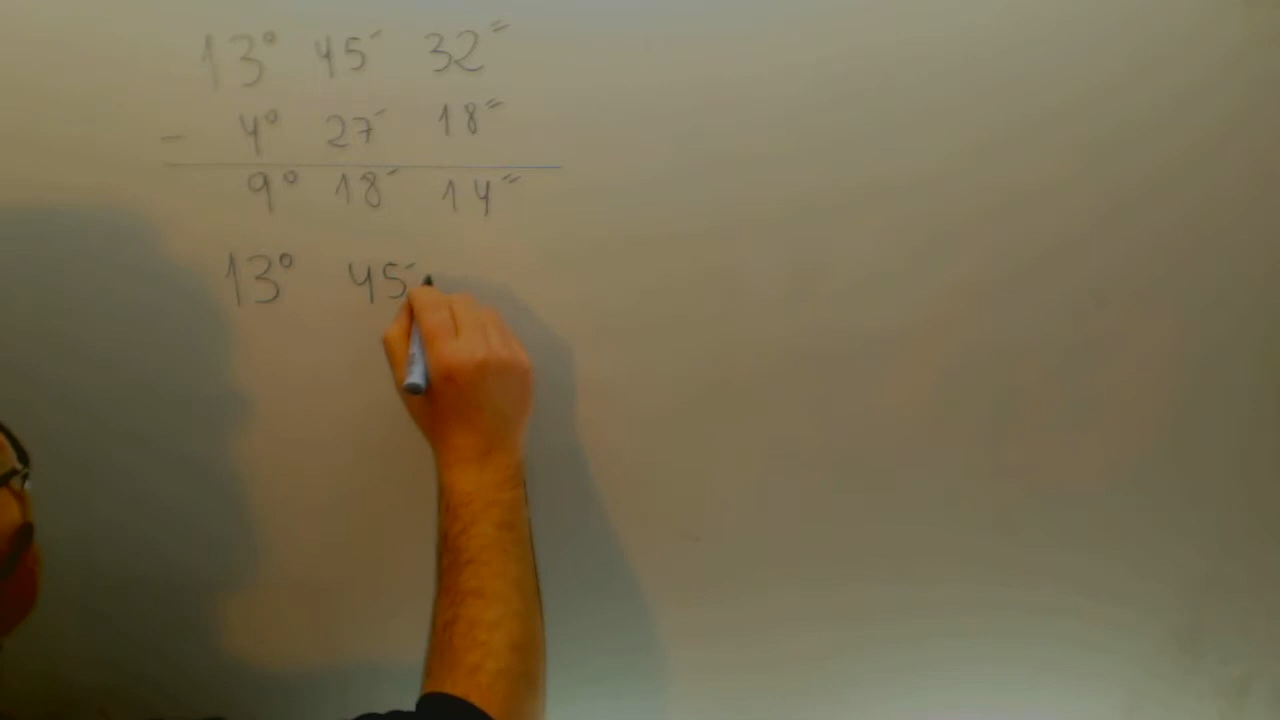 13° 45′ 32″
- 4° 27′ 18″
9° 18′ 14″
13° 45′